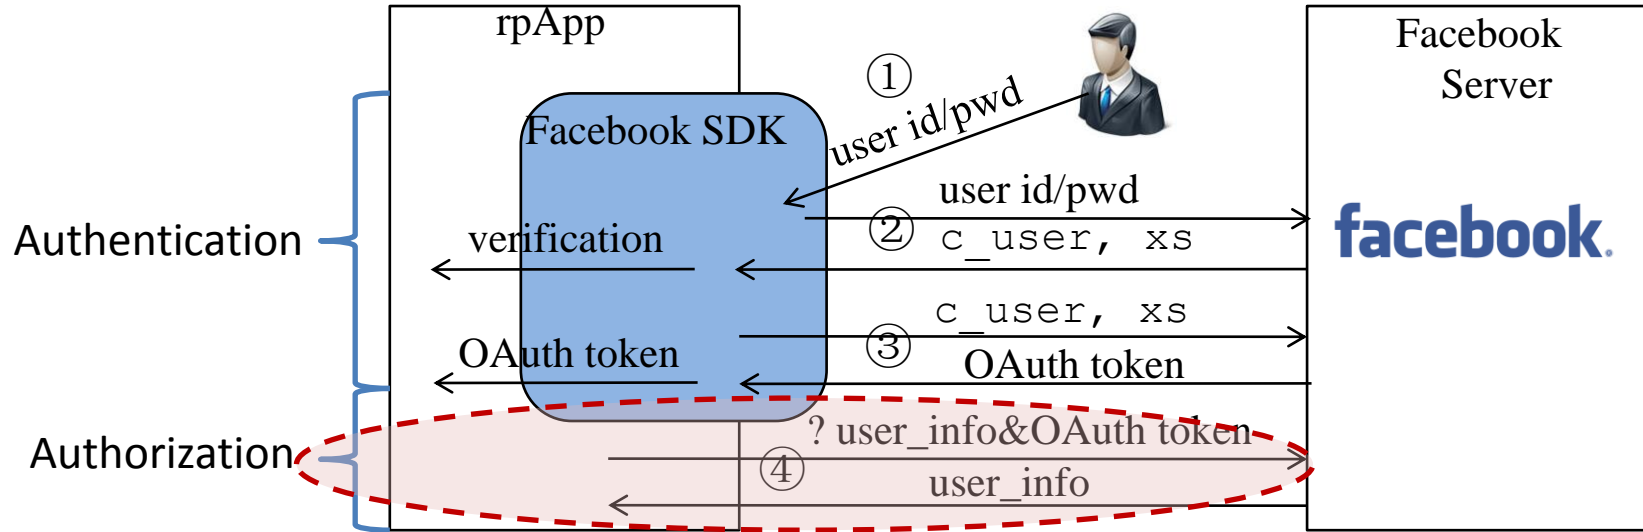 rpApp
Facebook
Server
①
user id/pwd
Facebook SDK
user id/pwd
②
c_user, xs
facebook.
Authentication
verification
c_user, xs
③
OAuth token
OAuth token
? user_info&OAuth token
Authorization
④
user_info